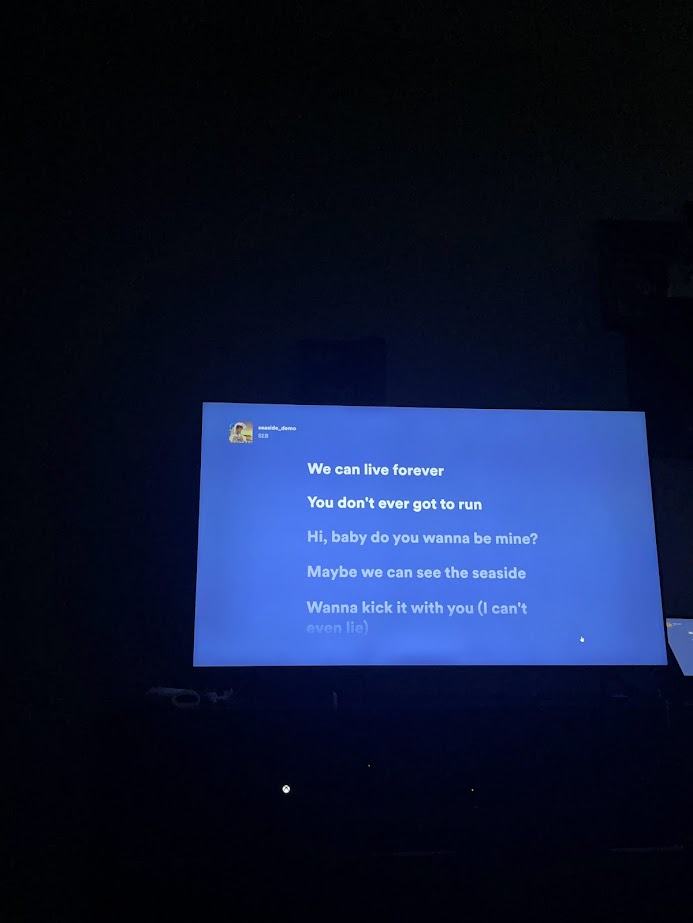 seaside_demo
SEB
We can live forever
You don't ever got to run
Hi, baby do you wanna be mine?
Maybe we can see the seaside
Wanna kick it with you (I can't
even lie)